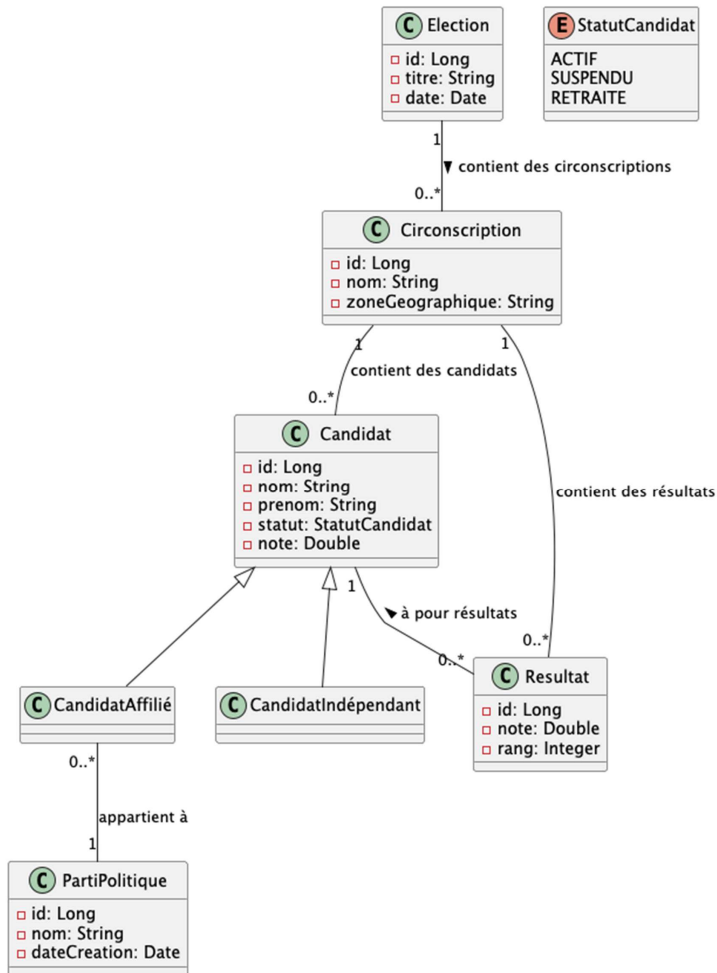 C Election
id: Long
titre: String
date: Date
E StatutCandidat
ACTIF
SUSPENDU
RETRAITE
1
contient des circonscriptions
0..*
C Circonscription
id: Long
nom: String
zoneGeographique: String
1
contient des candidats
0..*
1
contient des résultats
0..*
C Candidat
id: Long
nom: String
prenom: String
statut: StatutCandidat
note: Double
1
à pour résultats
0..*
C CandidatAffilié
C CandidatIndépendant
C Resultat
id: Long
note: Double
rang: Integer
0..*
appartient à
1
C PartiPolitique
id: Long
nom: String
dateCreation: Date